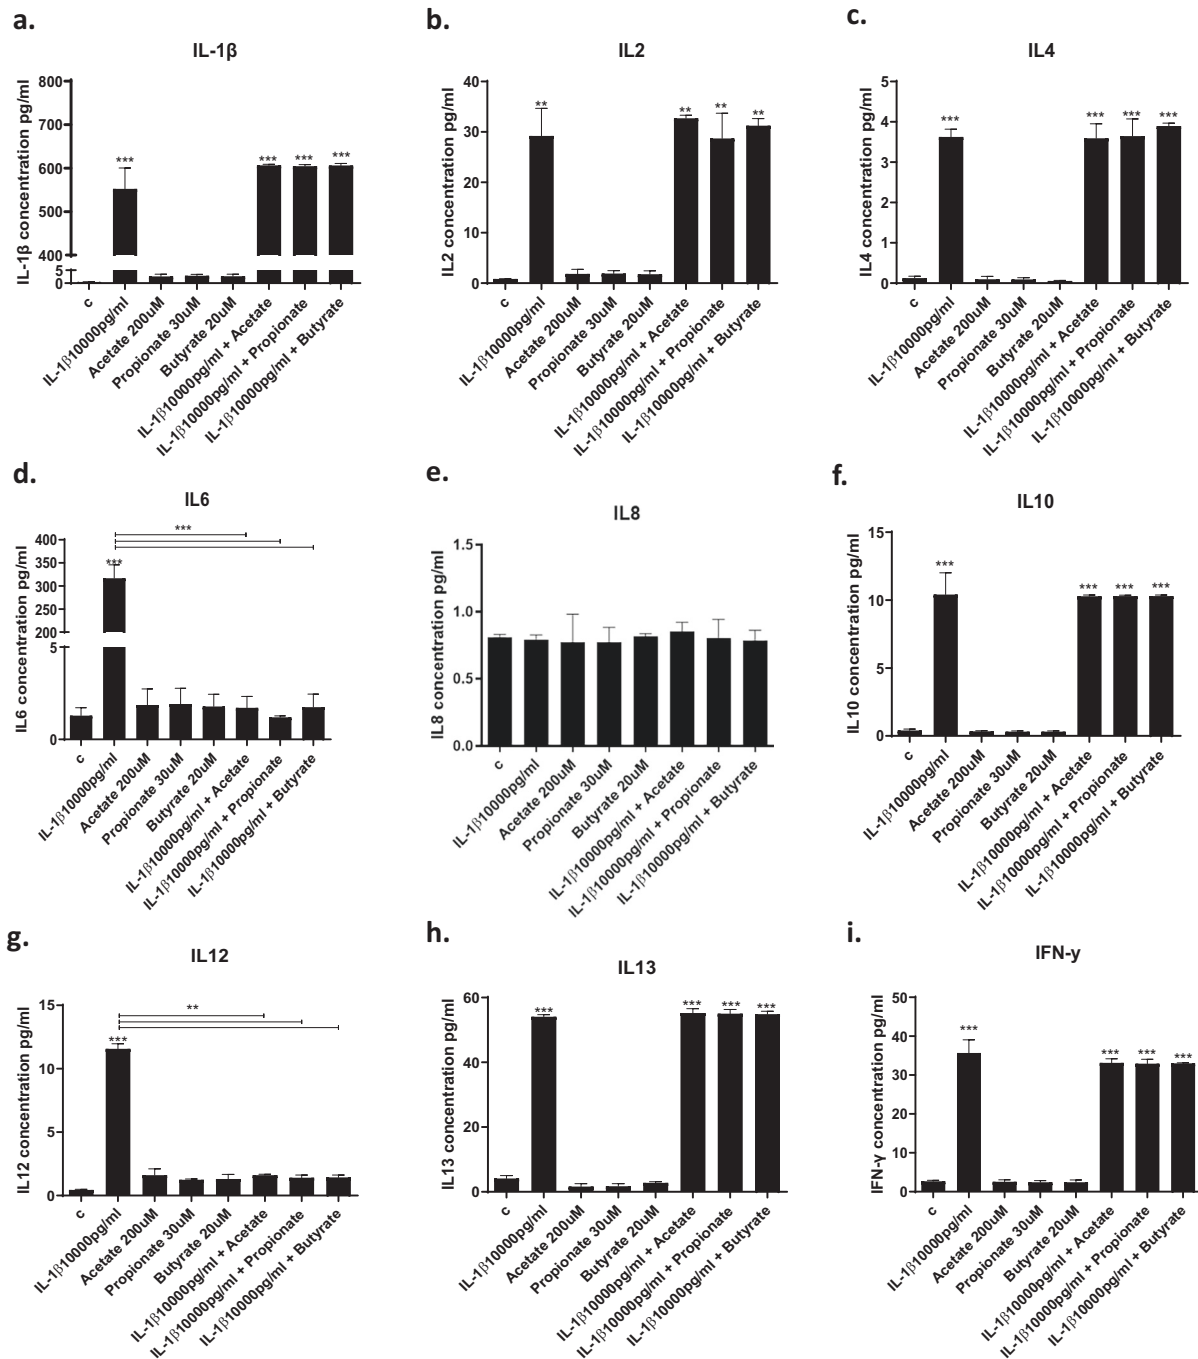 a.
IL-1β
IL-1β concentration pg/ml
800
700
600
500
400
5
0
***
***
***
***
c
IL-1β10000pg/ml
Acetate 200uM
Propionate 30uM
Butyrate 20uM
IL-1β10000pg/ml + Acetate
IL-1β10000pg/ml + Propionate
IL-1β10000pg/ml + Butyrate
b.
IL2
IL2 concentration pg/ml
40
30
20
10
0
**
**
**
**
c
IL-1β10000pg/ml
Acetate 200uM
Propionate 30uM
Butyrate 20uM
IL-1β10000pg/ml + Acetate
IL-1β10000pg/ml + Propionate
IL-1β10000pg/ml + Butyrate
c.
IL4
IL4 concentration pg/ml
5
4
3
2
1
0
***
***
***
***
c
IL-1β10000pg/ml
Acetate 200uM
Propionate 30uM
Butyrate 20uM
IL-1β10000pg/ml + Acetate
IL-1β10000pg/ml + Propionate
IL-1β10000pg/ml + Butyrate
d.
IL6
IL6 concentration pg/ml
400
350
300
250
200
5
0
***
***
c
IL-1β10000pg/ml
Acetate 200uM
Propionate 30uM
Butyrate 20uM
IL-1β10000pg/ml + Acetate
IL-1β10000pg/ml + Propionate
IL-1β10000pg/ml + Butyrate
e.
IL8
IL8 concentration pg/ml
1.5
1.0
0.5
0.0
c
IL-1β10000pg/ml
Acetate 200uM
Propionate 30uM
Butyrate 20uM
IL-1β10000pg/ml + Acetate
IL-1β10000pg/ml + Propionate
IL-1β10000pg/ml + Butyrate
f.
IL10
IL10 concentration pg/ml
15
10
5
0
***
***
***
***
c
IL-1β10000pg/ml
Acetate 200uM
Propionate 30uM
Butyrate 20uM
IL-1β10000pg/ml + Acetate
IL-1β10000pg/ml + Propionate
IL-1β10000pg/ml + Butyrate
g.
IL12
IL12 concentration pg/ml
15
10
5
0
**
***
c
IL-1β10000pg/ml
Acetate 200uM
Propionate 30uM
Butyrate 20uM
IL-1β10000pg/ml + Acetate
IL-1β10000pg/ml + Propionate
IL-1β10000pg/ml + Butyrate
h.
IL13
IL13 concentration pg/ml
60
40
20
0
***
***
***
***
c
IL-1β10000pg/ml
Acetate 200uM
Propionate 30uM
Butyrate 20uM
IL-1β10000pg/ml + Acetate
IL-1β10000pg/ml + Propionate
IL-1β10000pg/ml + Butyrate
i.
IFN-y
IFN-γ concentration pg/ml
50
40
30
20
10
0
***
***
***
***
c
IL-1β10000pg/ml
Acetate 200uM
Propionate 30uM
Butyrate 20uM
IL-1β10000pg/ml + Acetate
IL-1β10000pg/ml + Propionate
IL-1β10000pg/ml + Butyrate